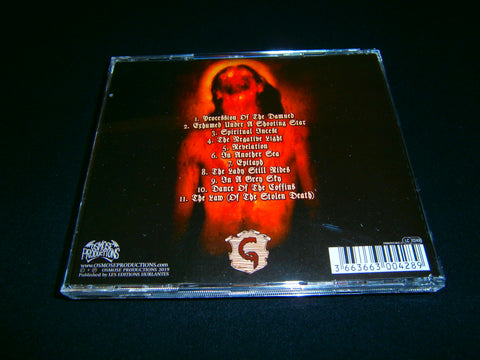 1. Procession Of The Damned
2. Exhumed Under A Shooting Star
3. Spiritual Incest
4. The Negative Light
5. Revelation
6. In Another Sea
7. Epitaph
8. The Lady Still Rides
9. In A Grey Sky
10. Dance Of The Coffins
11. The Law (Of The Stolen Death)
OSMOSE
PRODUCTIONS
www.OSMOSEPRODUCTIONS.com
© + ℗ OSMOSE PRODUCTIONS 2019
Published by LES EDITIONS HURLANTES
G
3 663663 004289